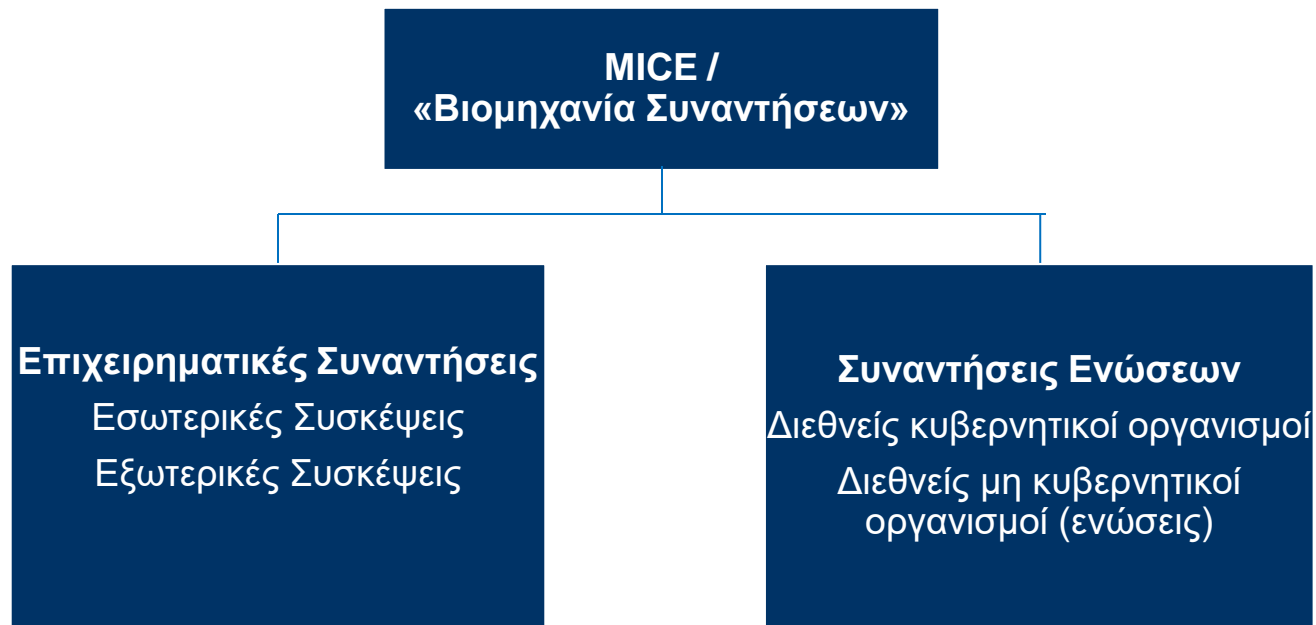 MICE /
«Βιομηχανία Συναντήσεων»
Επιχειρηματικές Συναντήσεις
Εσωτερικές Συσκέψεις
Εξωτερικές Συσκέψεις
Συναντήσεις Ενώσεων
Διεθνείς κυβερνητικοί οργανισμοί
Διεθνείς μη κυβερνητικοί
οργανισμοί (ενώσεις)